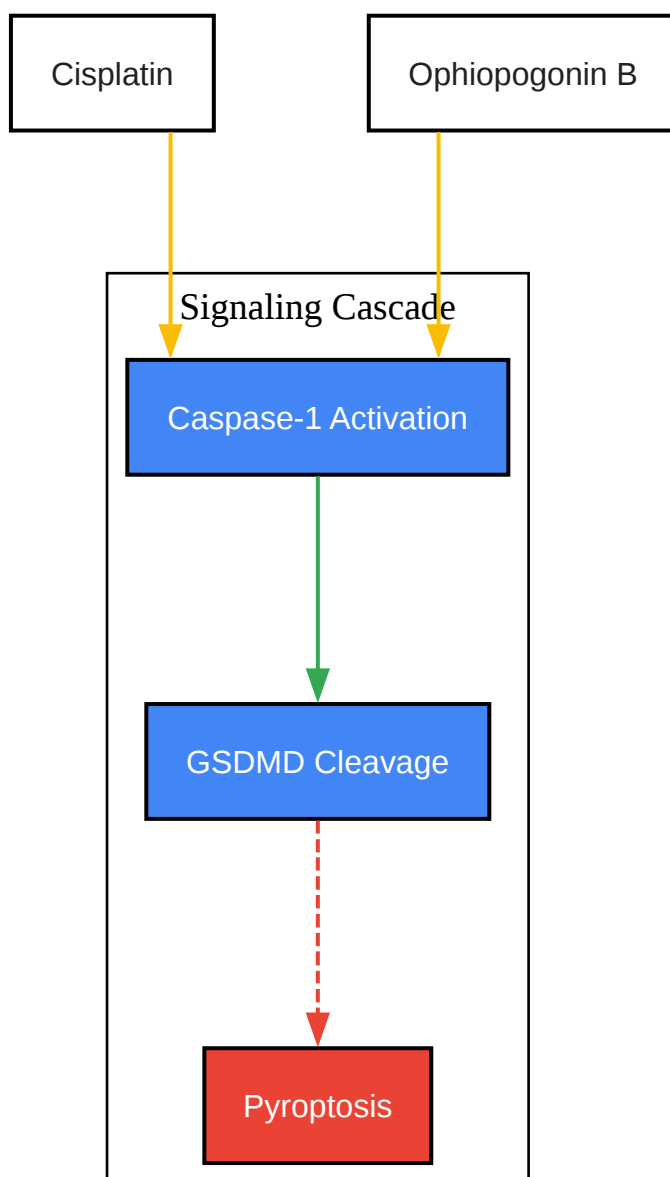 Cisplatin
Ophiopogonin B
Signaling Cascade
Caspase-1 Activation
GSDMD Cleavage
Pyroptosis